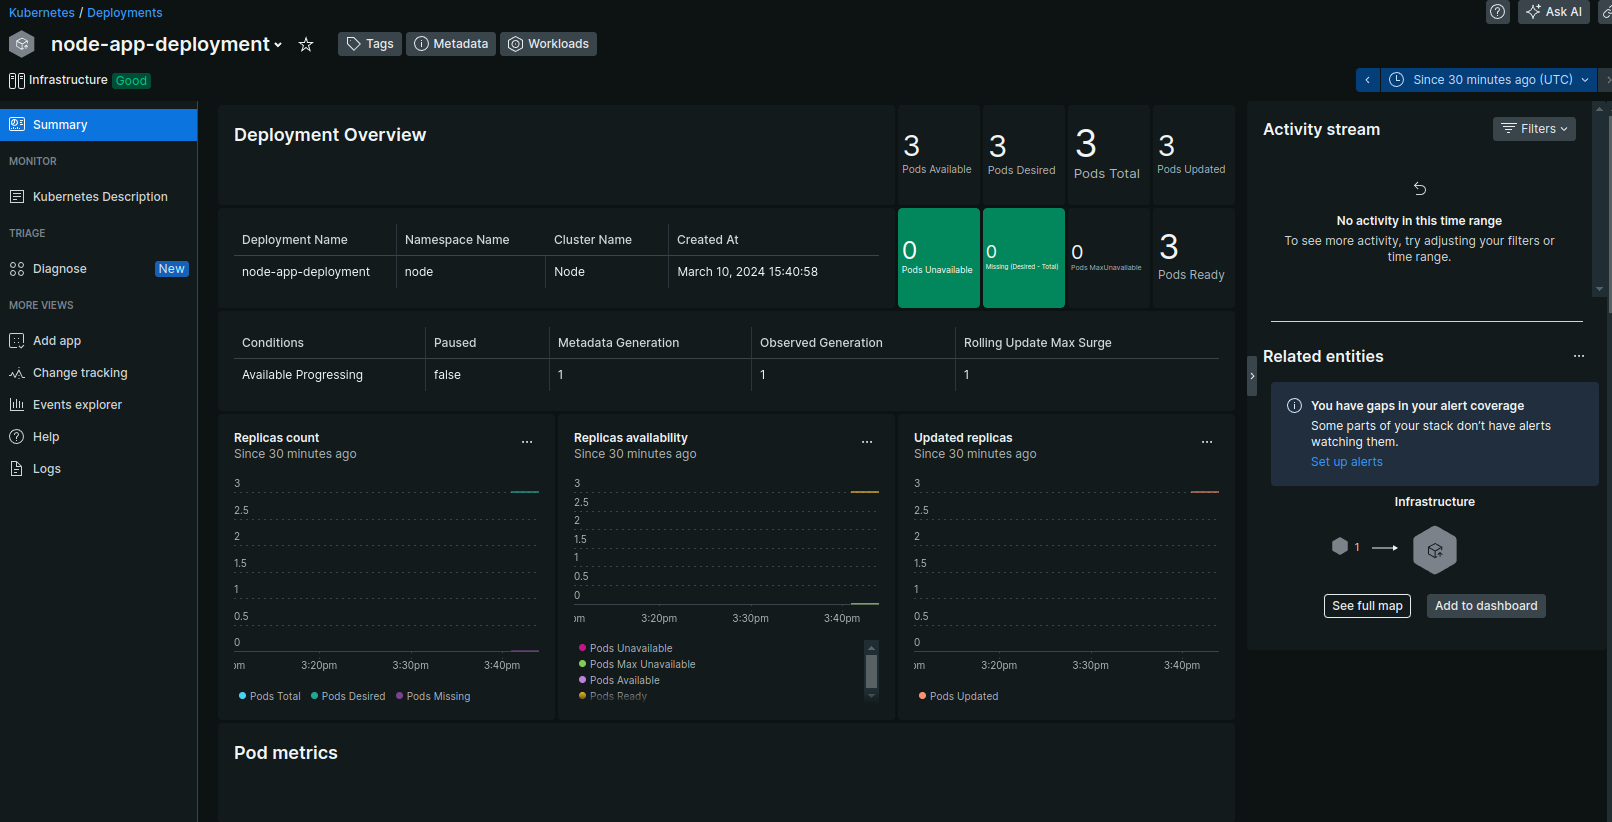 Kubernetes / Deployments
Ask AI
node-app-deployment
Tags
Metadata
Workloads
Infrastructure Good
Since 30 minutes ago (UTC)
Summary
MONITOR
Kubernetes Description
TRIAGE
Diagnose New
MORE VIEWS
Add app
Change tracking
Events explorer
Help
Logs
Deployment Overview
3
Pods Available
3
Pods Desired
3
Pods Total
3
Pods Updated
Deployment Name Namespace Name Cluster Name Created At
node-app-deployment node Node March 10, 2024 15:40:58
0
Pods Unavailable
0
Missing (Desired - Total)
0
Pods MaxUnavailable
3
Pods Ready
Conditions Paused Metadata Generation Observed Generation Rolling Update Max Surge
Available Progressing false 1 1 1
Replicas count
Since 30 minutes ago
3
2.5
2
1.5
1
0.5
0
pm 3:20pm 3:30pm 3:40pm
Pods Total Pods Desired Pods Missing
Replicas availability
Since 30 minutes ago
3
2.5
2
1.5
1
0.5
0
pm 3:20pm 3:30pm 3:40pm
Pods Unavailable
Pods Max Unavailable
Pods Available
Pods Ready
Updated replicas
Since 30 minutes ago
3
2.5
2
1.5
1
0.5
0
pm 3:20pm 3:30pm 3:40pm
Pods Updated
Pod metrics
Activity stream
Filters
No activity in this time range
To see more activity, try adjusting your filters or
time range.
Related entities
You have gaps in your alert coverage
Some parts of your stack don't have alerts
watching them.
Set up alerts
Infrastructure
1
See full map
Add to dashboard